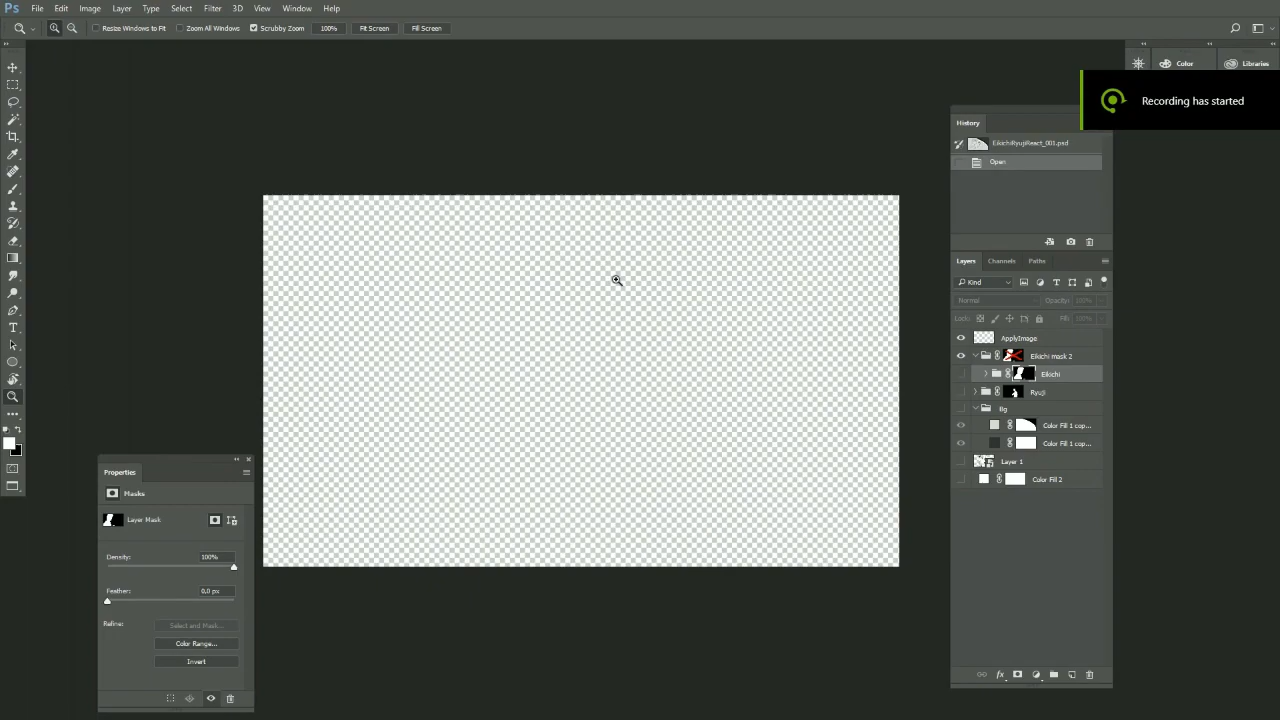 Ps File Edit Image Layer Type Select Filter 3D View Window Help
Resize Windows to Fit Zoom All Windows Scrubby Zoom 100% Fit Screen Fill Screen
Color Libraries
Recording has started
History
EikichiRyujiReact_001.psd
Open
Layers Channels Paths
Kind
Normal Opacity: 100%
Lock: Fill: 100%
ApplyImage
Eikichi mask 2
Eikichi
Ryuji
Bg
Color Fill 1 cop...
Color Fill 1 cop...
Layer 1
Color Fill 2
Properties
Masks
Layer Mask
Density: 100%
Feather: 0,0 px
Refine: Select and Mask...
Color Range...
Invert